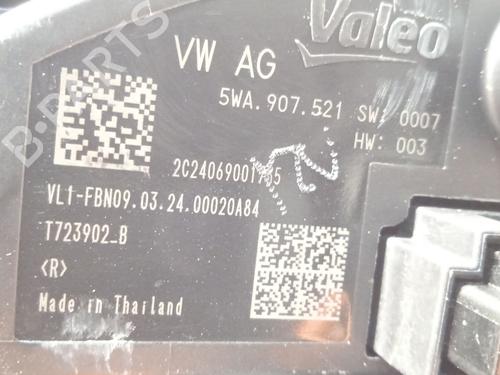 Valeo
VW AG
5WA.907.521 SW: 0007
HW: 003
VL1-FBN09.03.24.00020A84
T723902_B
<R>
Made in Thailand
B-PARTS